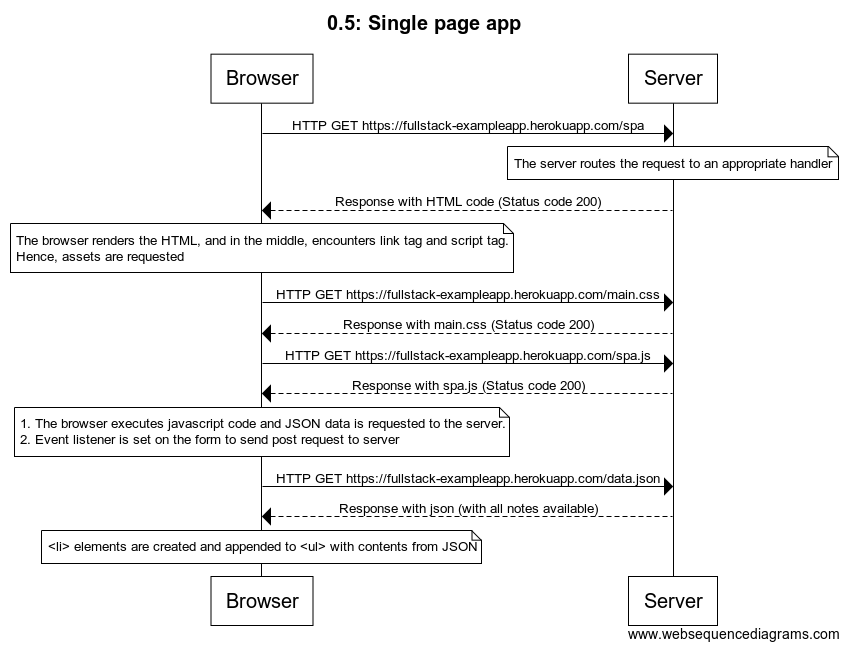 0.5: Single page app
Browser
Server
HTTP GET https://fullstack-exampleapp.herokuapp.com/spa
The server routes the request to an appropriate handler
Response with HTML code (Status code 200)
The browser renders the HTML, and in the middle, encounters link tag and script tag.
Hence, assets are requested
HTTP GET https://fullstack-exampleapp.herokuapp.com/main.css
Response with main.css (Status code 200)
HTTP GET https://fullstack-exampleapp.herokuapp.com/spa.js
Response with spa.js (Status code 200)
1. The browser executes javascript code and JSON data is requested to the server.
2. Event listener is set on the form to send post request to server
HTTP GET https://fullstack-exampleapp.herokuapp.com/data.json
Response with json (with all notes available)
<li> elements are created and appended to <ul> with contents from JSON
Browser
Server
www.websequencediagrams.com